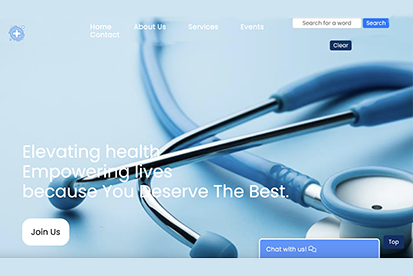 Home About Us Services Events
Contact
Search for a word Search
Clear
Elevating health
Empowering lives
because You Deserve The Best.
Join Us
Top
Chat with us!